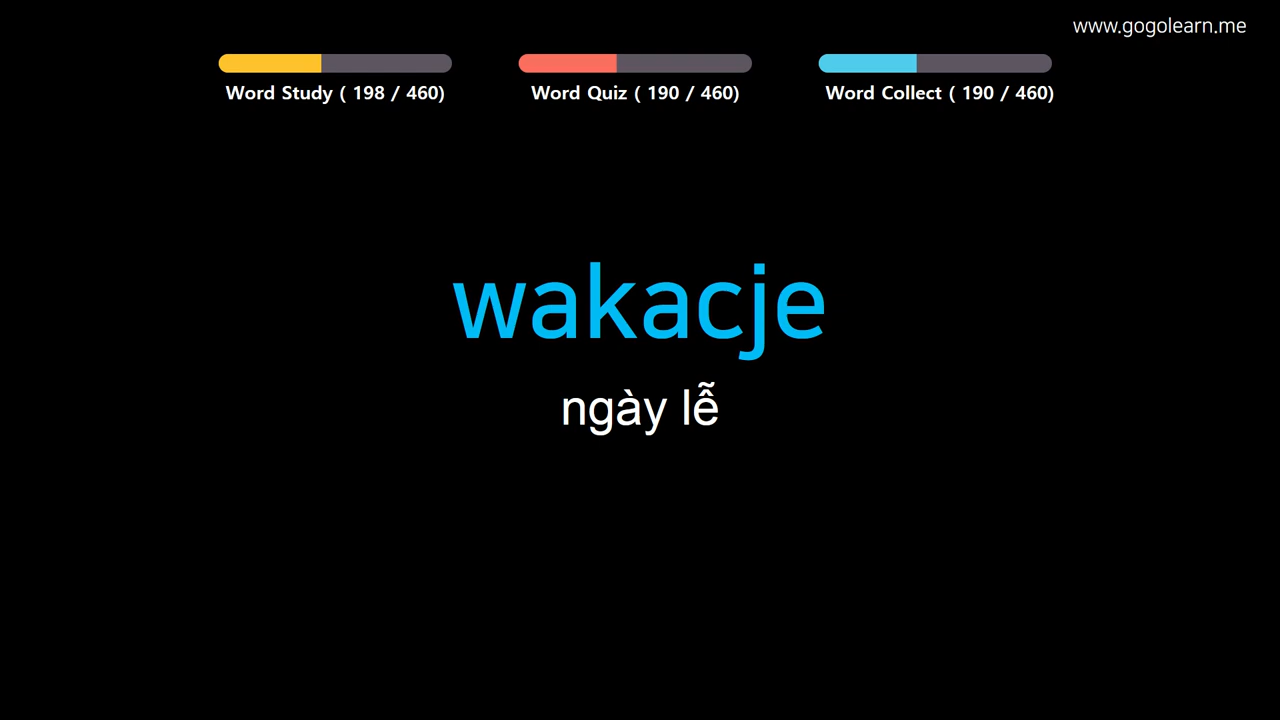 www.gogolearn.me
Word Study ( 198 / 460)
Word Quiz ( 190 / 460)
Word Collect ( 190 / 460)
wakacje
ngày lễ